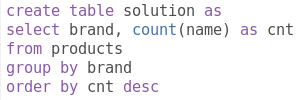 create table solution as
select brand, count(name) as cnt
from products
group by brand
order by cnt desc